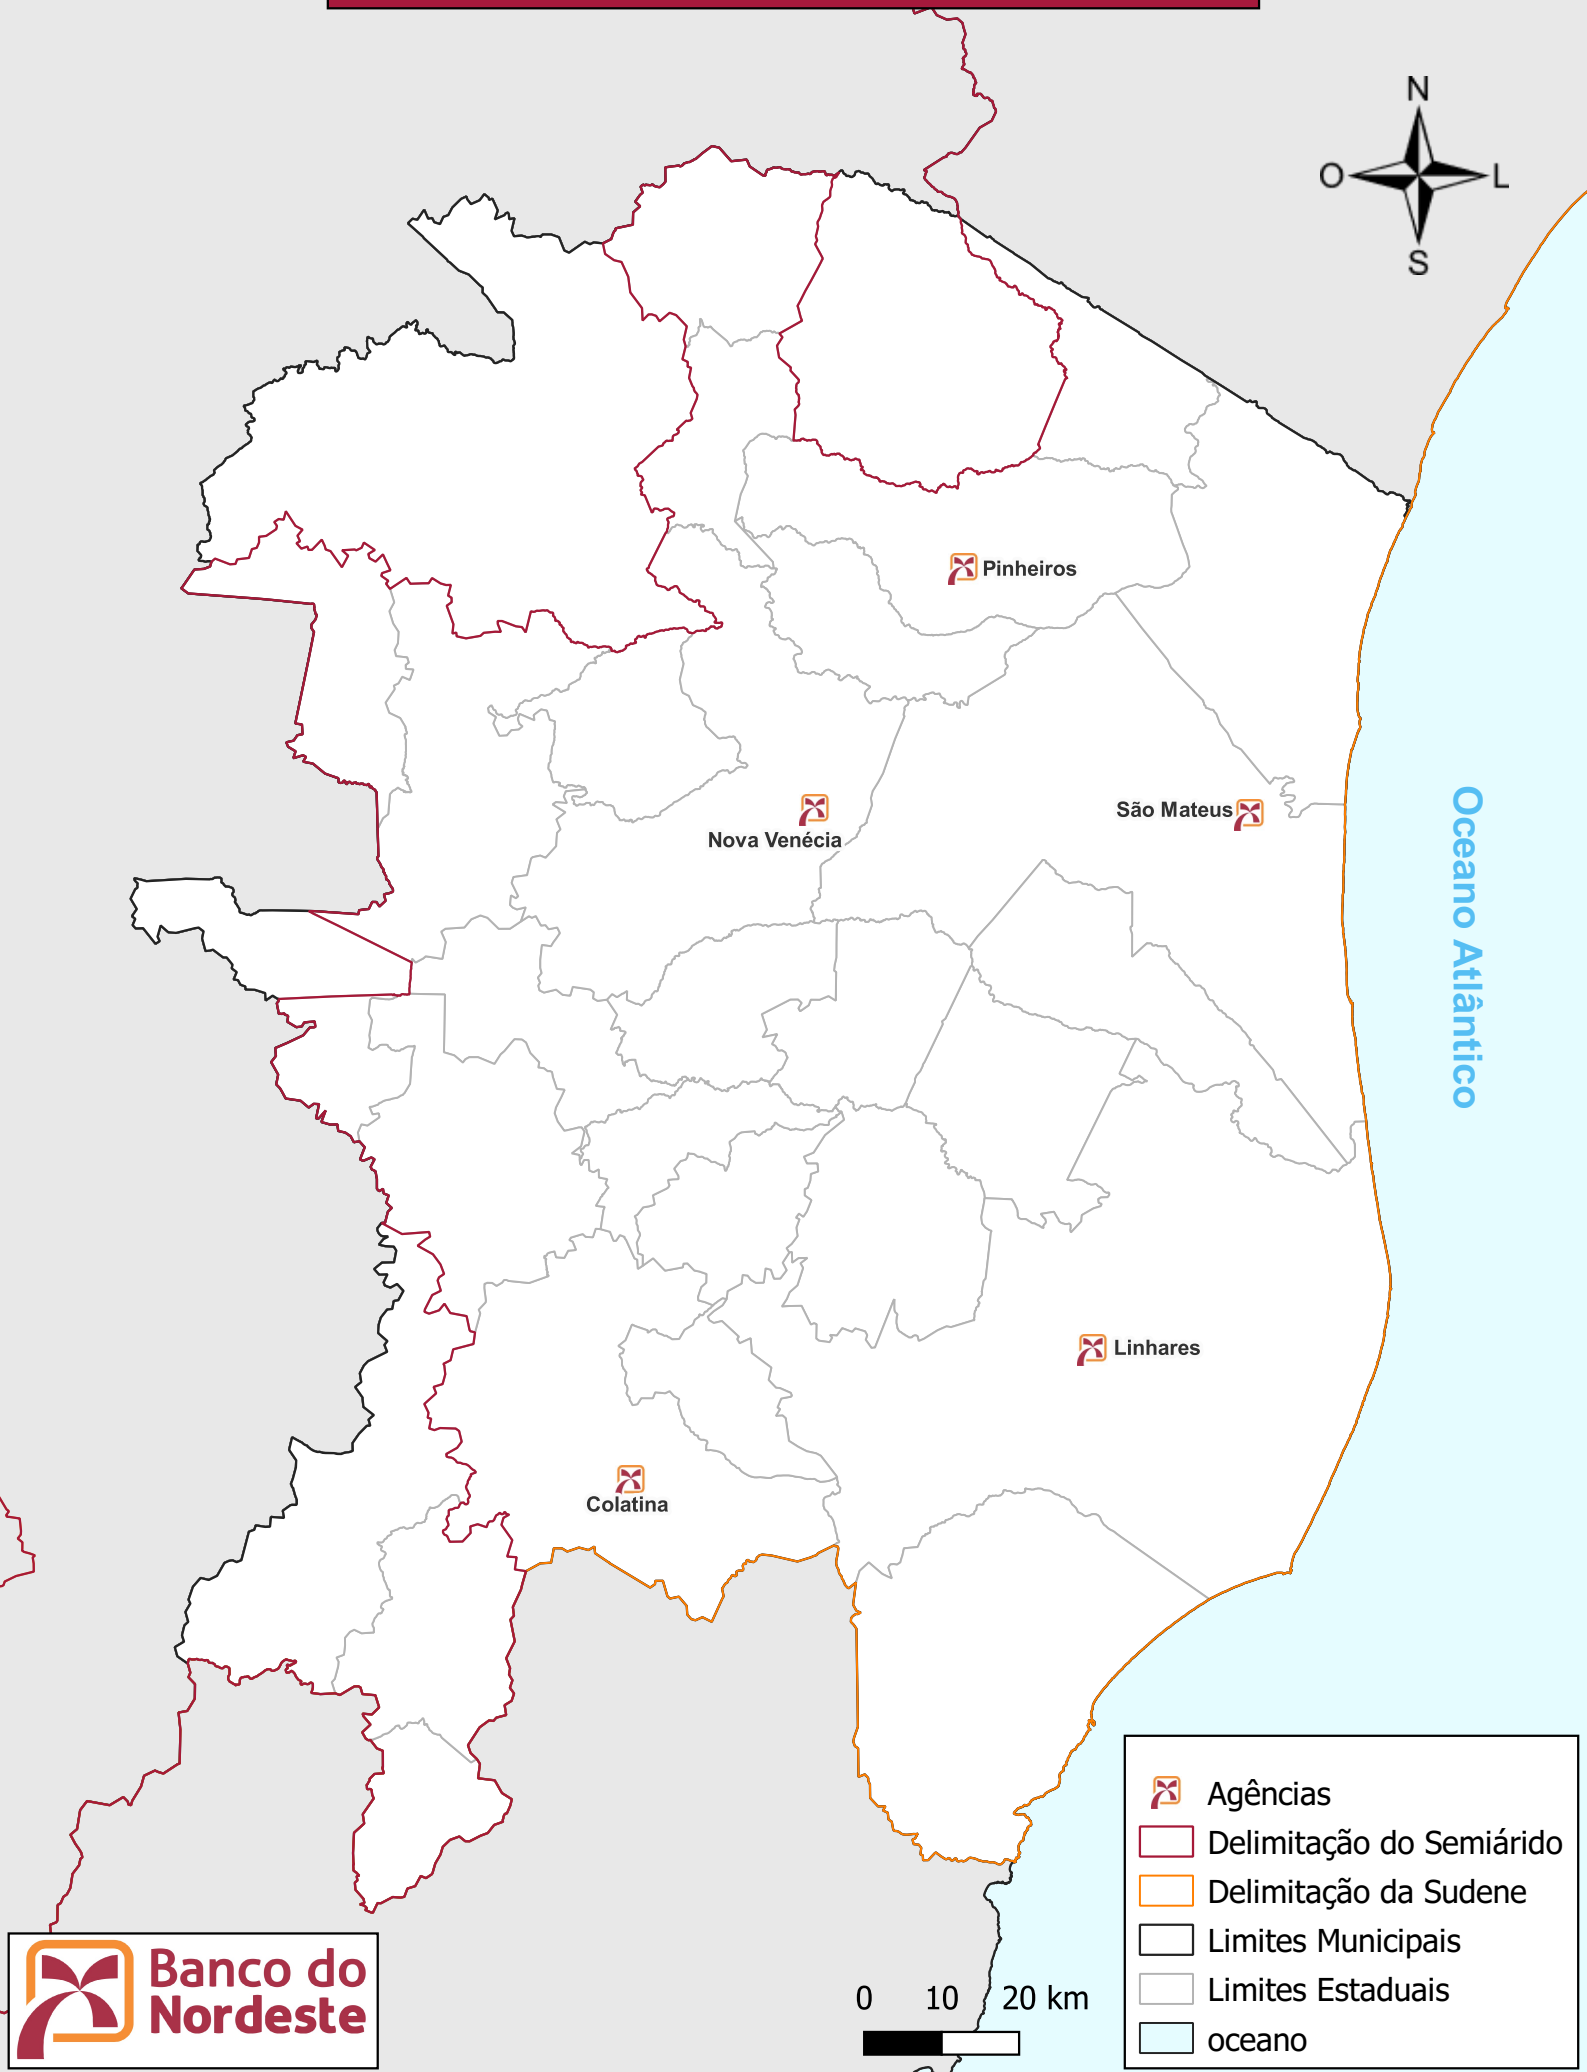 N
O
L
S
Pinheiros
São Mateus
Nova Venécia
Oceano Atlântico
Linhares
Colatina
Agências
Delimitação do Semiárido
Delimitação da Sudene
Limites Municipais
Limites Estaduais
oceano
Banco do
Nordeste
0 10 20 km